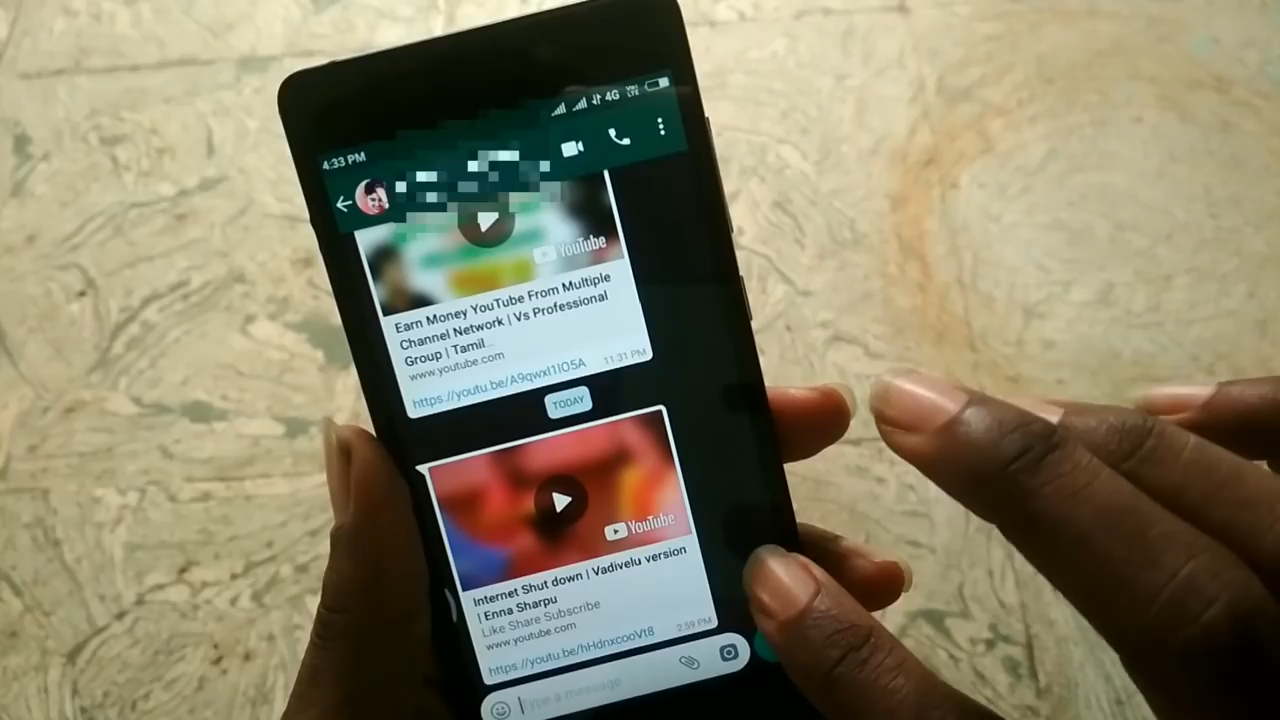 4:33 PM
4G VoLTE
YouTube
Earn Money YouTube From Multiple
Channel Network | Vs Professional
Group | Tamil...
www.youtube.com
https://youtu.be/A9qwxI1IO5A 11:31 PM
TODAY
YouTube
Internet Shut down | Vadivelu version
| Enna Sharpu
Like Share Subscribe
www.youtube.com
https://youtu.be/hHdnxcooVt8 2:59 PM
Type a message